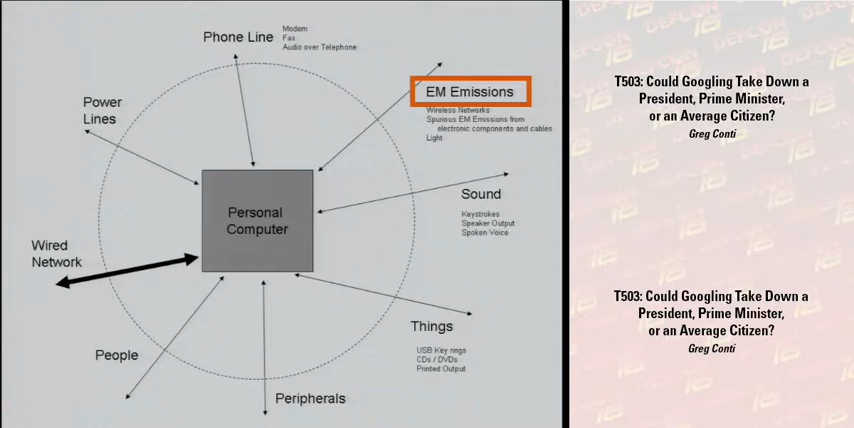 Phone Line
Modem
Fax
Audio over Telephone
EM Emissions
Wireless Networks
Spurious EM Emissions from
electronic components and cables
Light
Power
Lines
Sound
Keystrokes
Speaker Output
Spoken Voice
Personal
Computer
Wired
Network
Things
USB Key rings
CDs / DVDs
Printed Output
People
Peripherals
T503: Could Googling Take Down a
President, Prime Minister,
or an Average Citizen?
Greg Conti
T503: Could Googling Take Down a
President, Prime Minister,
or an Average Citizen?
Greg Conti
DEFCON